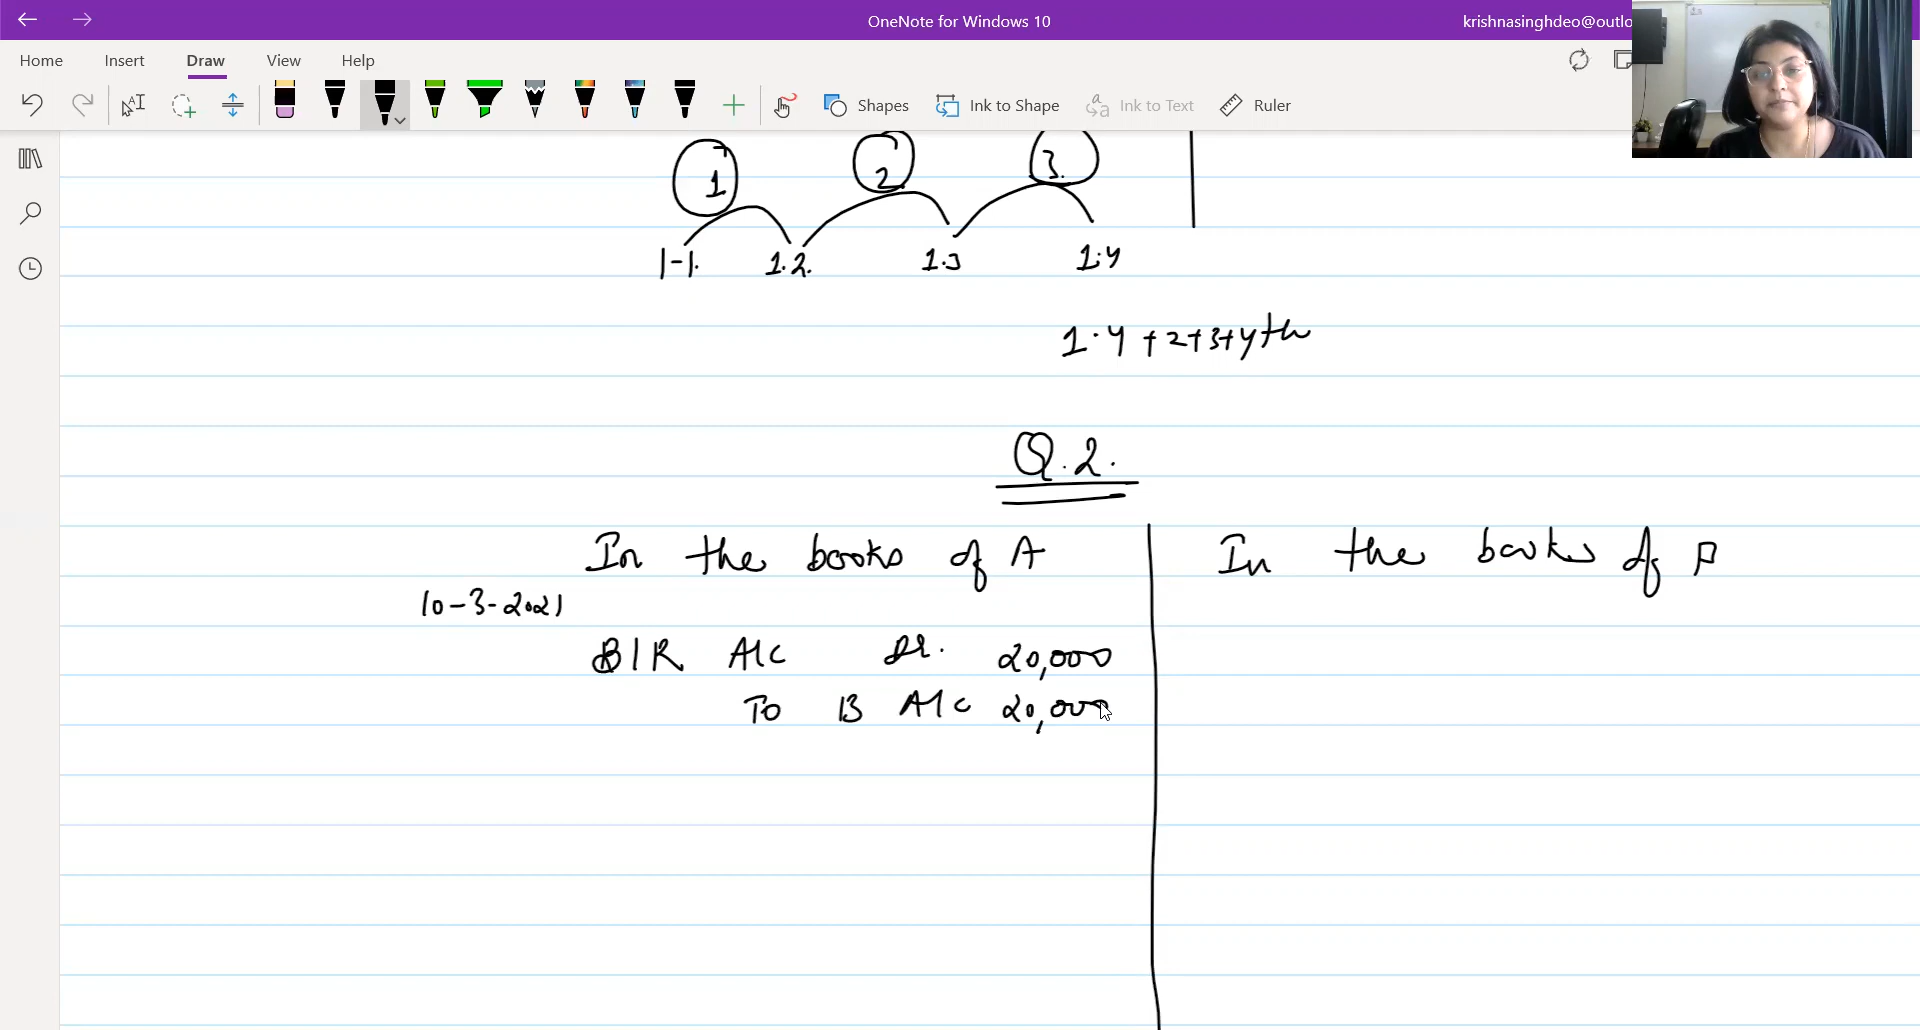 OneNote for Windows 10
krishnasinghdeo@outlo
Home Insert Draw View Help
Shapes Ink to Shape Ink to Text Ruler
1 2 3.
1-1. 1.2. 1.3 1.4
1.4 +2+3+4th
Q.2.
In the books of A
In the books of
10-3-2021
B/R A/C Dr. 20,000
To B A/C 20,000